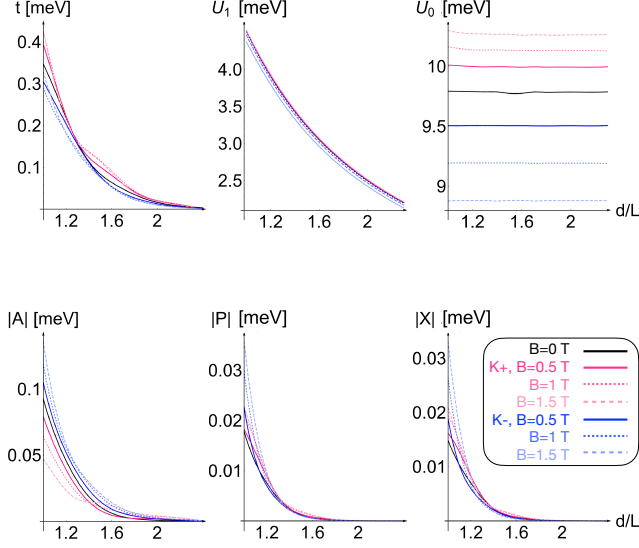 t [meV]
U1 [meV]
U0 [meV]
0.4
0.3
0.2
0.1
1.2 1.6 2
4.0
3.5
3.0
2.5
1.2 1.6 2
10
9.5
9
1.2 1.6 2 d/L
|A| [meV]
|P| [meV]
|X| [meV]
0.1
0.05
1.2 1.6 2
0.03
0.02
0.01
1.2 1.6 2
0.03
0.02
0.01
1.2 1.6 2 d/L
B=0 T
K+, B=0.5 T
B=1 T
B=1.5 T
K-, B=0.5 T
B=1 T
B=1.5 T